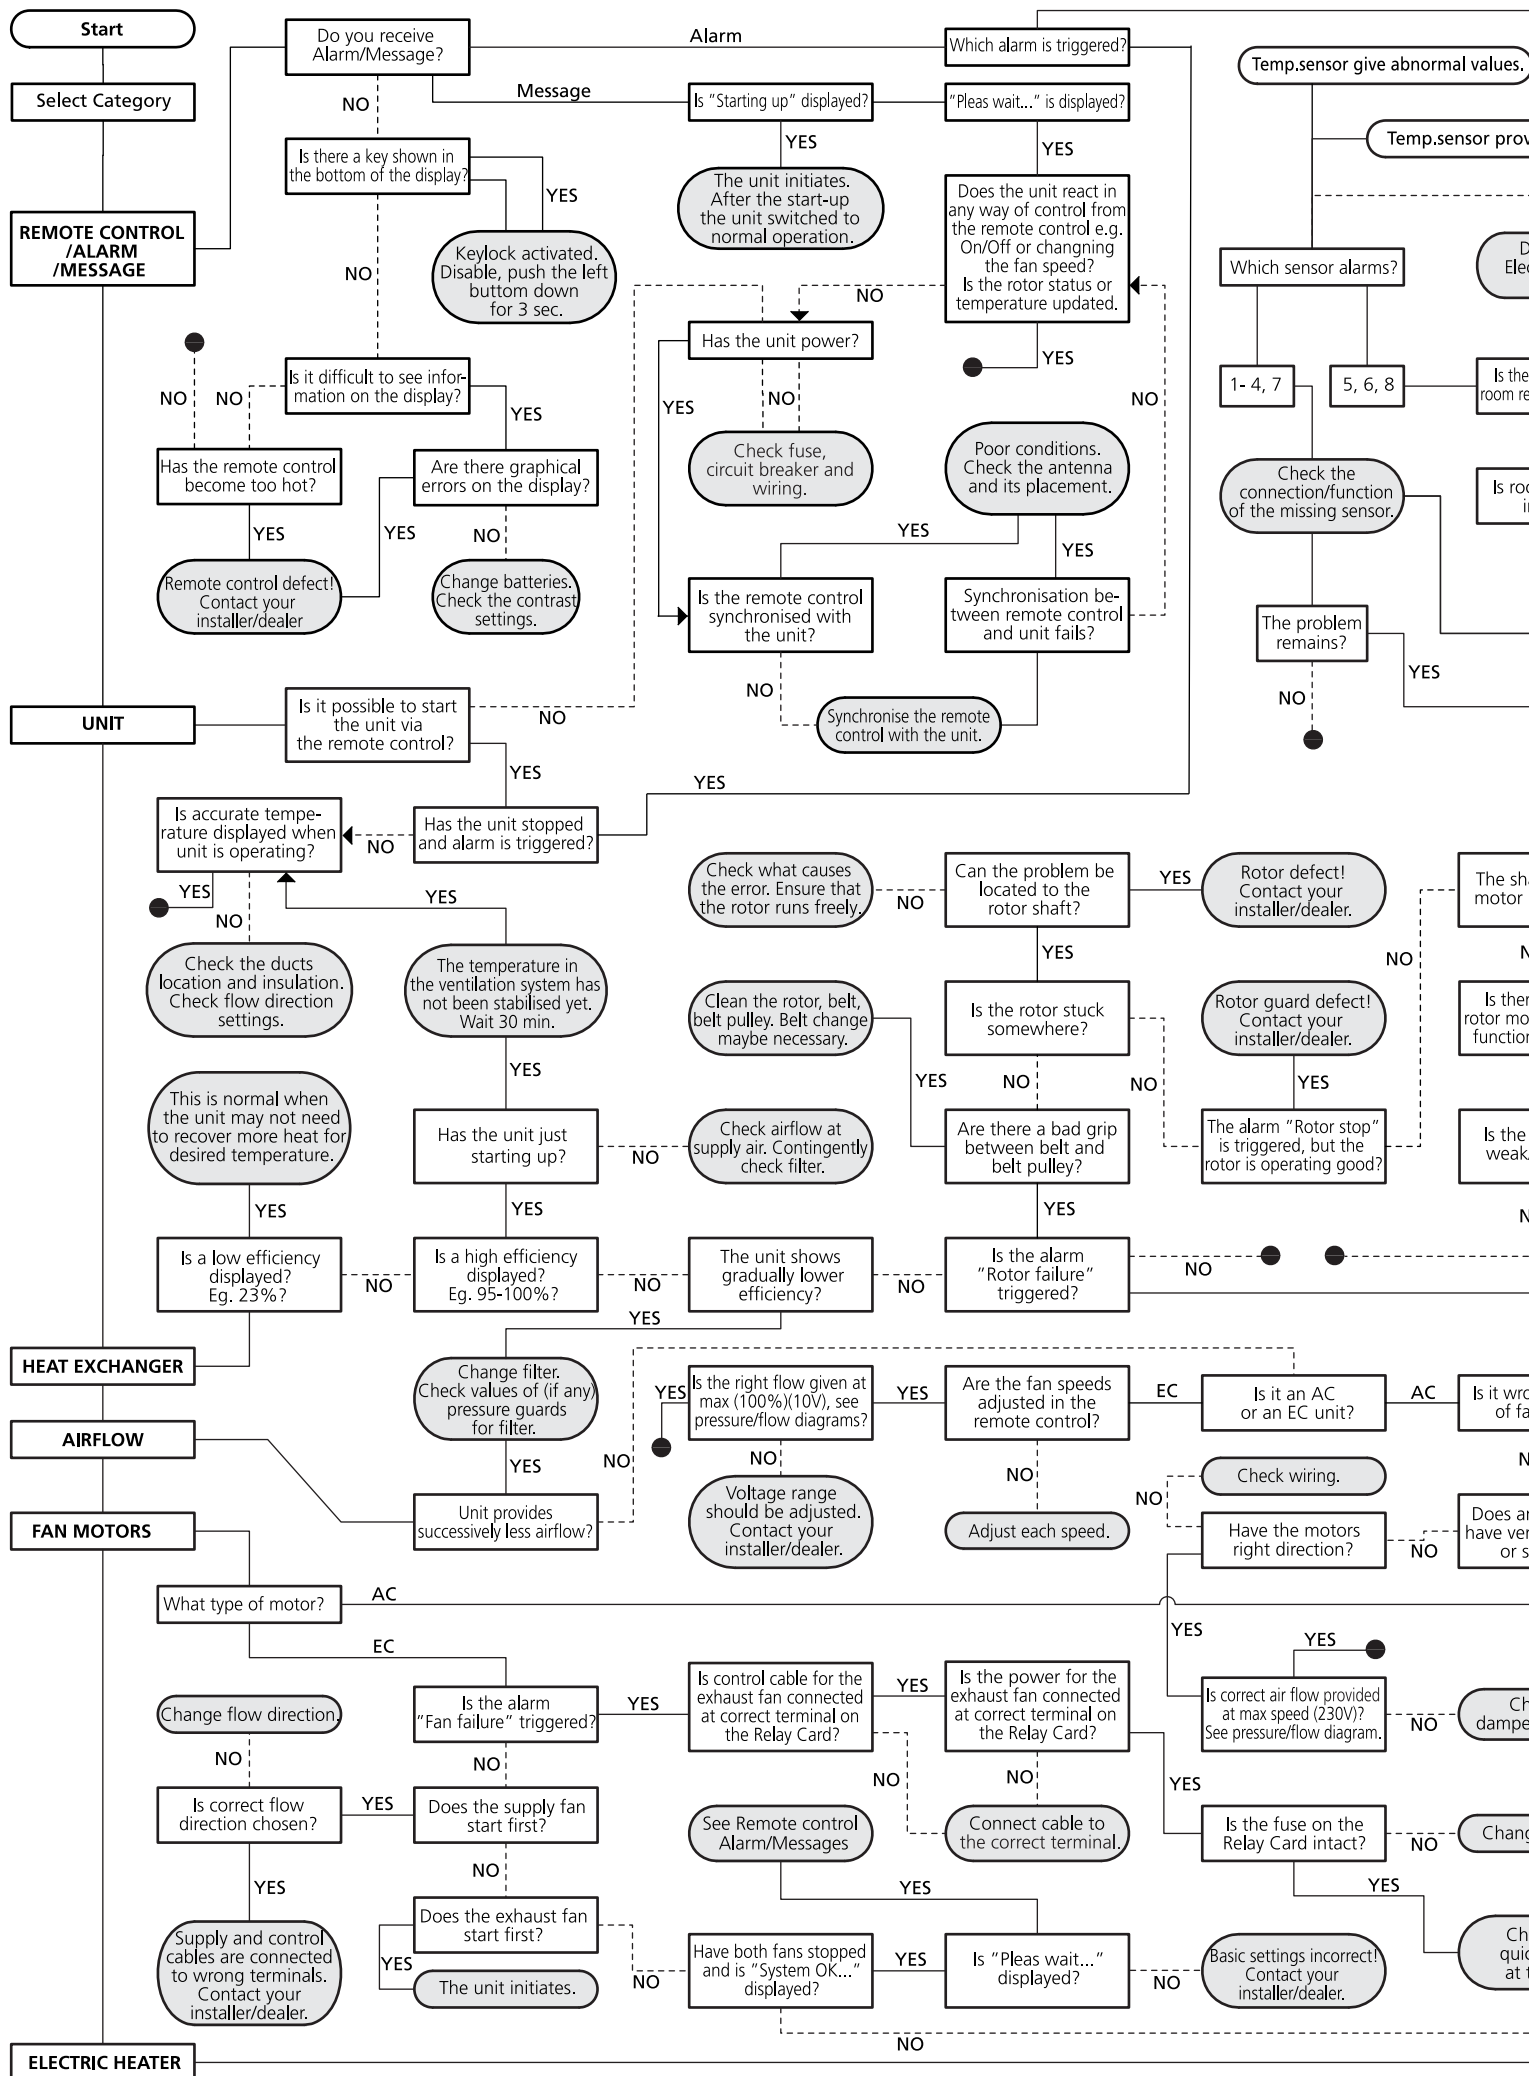 Start
Select Category
REMOTE CONTROL
/ALARM
/MESSAGE
Do you receive
Alarm/Message?
Alarm
Which alarm is triggered?
Message
Is "Starting up" displayed?
"Pleas wait..." is displayed?
NO
YES
YES
Is there a key shown in
the bottom of the display?
YES
The unit initiates.
After the start-up
the unit switched to
normal operation.
Does the unit react in
any way of control from
the remote control e.g.
On/Off or changning
the fan speed?
Is the rotor status or
temperature updated.
Keylock activated.
Disable, push the left
buttom down
for 3 sec.
NO
NO
YES
NO
Has the unit power?
Is it difficult to see infor-
mation on the display?
NO
NO
YES
YES
NO
Has the remote control
become too hot?
Are there graphical
errors on the display?
Check fuse,
circuit breaker and
wiring.
Poor conditions.
Check the antenna
and its placement.
YES
YES
NO
YES
YES
Remote control defect!
Contact your
installer/dealer
Change batteries.
Check the contrast
settings.
Is the remote control
synchronised with
the unit?
Synchronisation be-
tween remote control
and unit fails?
NO
Synchronise the remote
control with the unit.
Temp.sensor give abnormal values.
Temp.sensor prov
Which sensor alarms?
D
Elec
1- 4, 7
5, 6, 8
Is the
room re
Check the
connection/function
of the missing sensor.
Is roo
i
The problem
remains?
YES
NO
UNIT
Is it possible to start
the unit via
the remote control?
NO
YES
YES
Is accurate tempe-
rature displayed when
unit is operating?
NO
Has the unit stopped
and alarm is triggered?
YES
NO
YES
Check the ducts
location and insulation.
Check flow direction
settings.
The temperature in
the ventilation system has
not been stabilised yet.
Wait 30 min.
Check what causes
the error. Ensure that
the rotor runs freely.
NO
Can the problem be
located to the
rotor shaft?
YES
Rotor defect!
Contact your
installer/dealer.
The sha
motor
YES
NO
N
Clean the rotor, belt,
belt pulley. Belt change
maybe necessary.
Is the rotor stuck
somewhere?
Rotor guard defect!
Contact your
installer/dealer.
Is ther
rotor mo
function
YES
YES
NO
NO
YES
This is normal when
the unit may not need
to recover more heat for
desired temperature.
Has the unit just
starting up?
NO
Check airflow at
supply air. Contingently
check filter.
Are there a bad grip
between belt and
belt pulley?
The alarm "Rotor stop"
is triggered, but the
rotor is operating good?
Is the
weak
YES
YES
YES
N
Is a low efficiency
displayed?
Eg. 23%?
NO
Is a high efficiency
displayed?
Eg. 95-100%?
NO
The unit shows
gradually lower
efficiency?
NO
Is the alarm
"Rotor failure"
triggered?
NO
YES
HEAT EXCHANGER
Change filter.
Check values of (if any)
pressure guards
for filter.
YES
Is the right flow given at
max (100%)(10V), see
pressure/flow diagrams?
YES
Are the fan speeds
adjusted in the
remote control?
EC
Is it an AC
or an EC unit?
AC
Is it wro
of fa
AIRFLOW
YES
NO
NO
NO
N
Unit provides
successively less airflow?
Voltage range
should be adjusted.
Contact your
installer/dealer.
Adjust each speed.
Check wiring.
NO
Have the motors
right direction?
NO
Does an
have ver
or s
FAN MOTORS
What type of motor?
AC
EC
YES
YES
Change flow direction.
Is the alarm
"Fan failure" triggered?
YES
Is control cable for the
exhaust fan connected
at correct terminal on
the Relay Card?
YES
Is the power for the
exhaust fan connected
at correct terminal on
the Relay Card?
Is correct air flow provided
at max speed (230V)?
See pressure/flow diagram.
NO
Ch
dampe
NO
NO
NO
NO
YES
Is correct flow
direction chosen?
YES
Does the supply fan
start first?
See Remote control
Alarm/Messages
Connect cable to
the correct terminal.
Is the fuse on the
Relay Card intact?
NO
Chang
YES
NO
YES
YES
Supply and control
cables are connected
to wrong terminals.
Contact your
installer/dealer.
Does the exhaust fan
start first?
YES
The unit initiates.
NO
Have both fans stopped
and is "System OK..."
displayed?
YES
Is "Pleas wait..."
displayed?
NO
Basic settings incorrect!
Contact your
installer/dealer.
Ch
quic
at t
NO
ELECTRIC HEATER